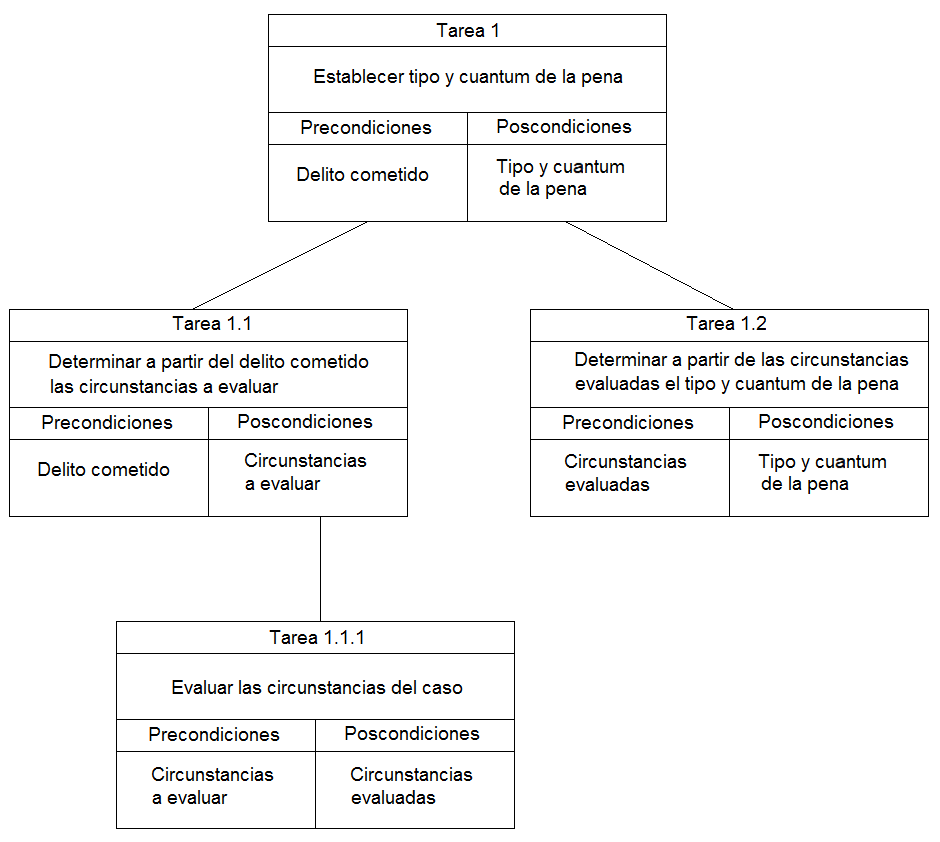 Tarea 1
Establecer tipo y cuantum de la pena
Precondiciones
Poscondiciones
Delito cometido
Tipo y cuantum
de la pena
Tarea 1.1
Determinar a partir del delito cometido
las circunstancias a evaluar
Precondiciones
Poscondiciones
Delito cometido
Circunstancias
a evaluar
Tarea 1.2
Determinar a partir de las circunstancias
evaluadas el tipo y cuantum de la pena
Precondiciones
Poscondiciones
Circunstancias
evaluadas
Tipo y cuantum
de la pena
Tarea 1.1.1
Evaluar las circunstancias del caso
Precondiciones
Poscondiciones
Circunstancias
a evaluar
Circunstancias
evaluadas